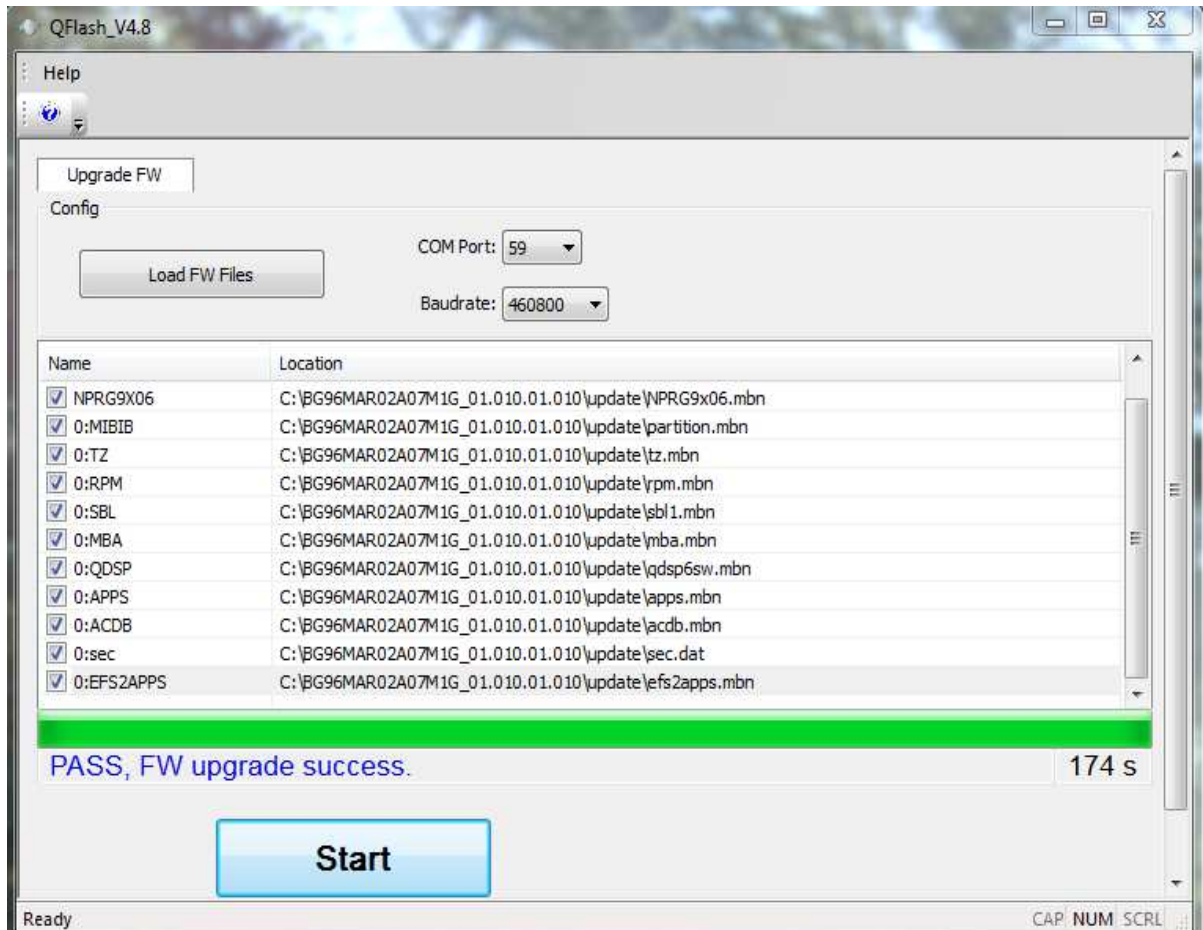 QFlash_V4.8
Help
Upgrade FW
Config
Load FW Files
COM Port: 59
Baudrate: 460800
Name Location
NPRG9X06 C:\BG96MAR02A07M1G_01.010.01.010\update\NPRG9x06.mbn
0:MIBIB C:\BG96MAR02A07M1G_01.010.01.010\update\partition.mbn
0:TZ C:\BG96MAR02A07M1G_01.010.01.010\update\tz.mbn
0:RPM C:\BG96MAR02A07M1G_01.010.01.010\update\rpm.mbn
0:SBL C:\BG96MAR02A07M1G_01.010.01.010\update\sbl1.mbn
0:MBA C:\BG96MAR02A07M1G_01.010.01.010\update\mba.mbn
0:QDSP C:\BG96MAR02A07M1G_01.010.01.010\update\qdsp6sw.mbn
0:APPS C:\BG96MAR02A07M1G_01.010.01.010\update\apps.mbn
0:ACDB C:\BG96MAR02A07M1G_01.010.01.010\update\acdb.mbn
0:sec C:\BG96MAR02A07M1G_01.010.01.010\update\sec.dat
0:EFS2APPS C:\BG96MAR02A07M1G_01.010.01.010\update\efs2apps.mbn
PASS, FW upgrade success. 174 s
Start
Ready CAP NUM SCRL